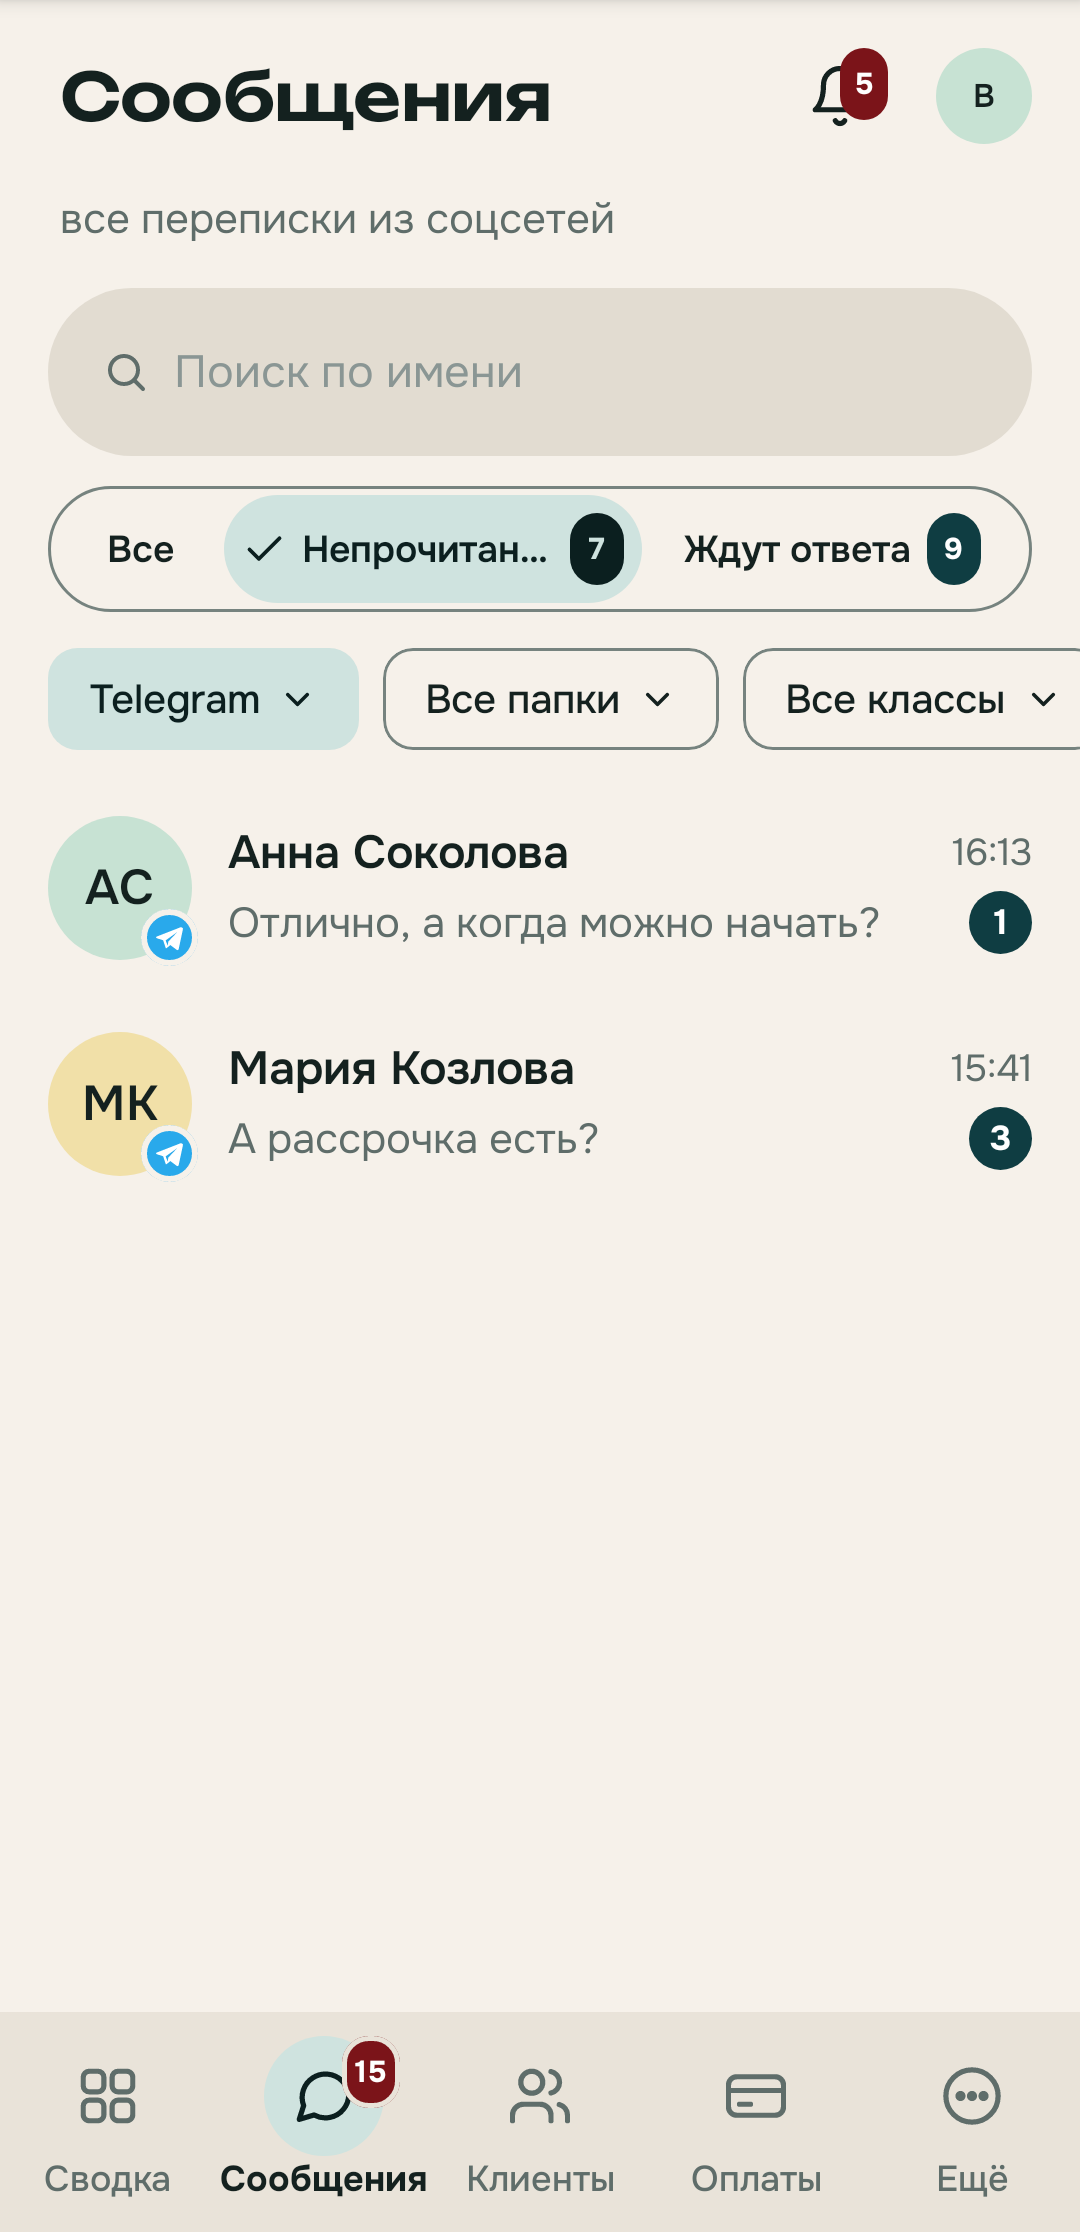 Сообщения
5
B
все переписки из соцсетей
Поиск по имени
Все
Непрочитан...
7
Ждут ответа
9
Telegram
Все папки
Все классы
АС
Анна Соколова
16:13
Отлично, а когда можно начать?
1
МК
Мария Козлова
15:41
А рассрочка есть?
3
15
Сводка
Сообщения
Клиенты
Оплаты
Ещё